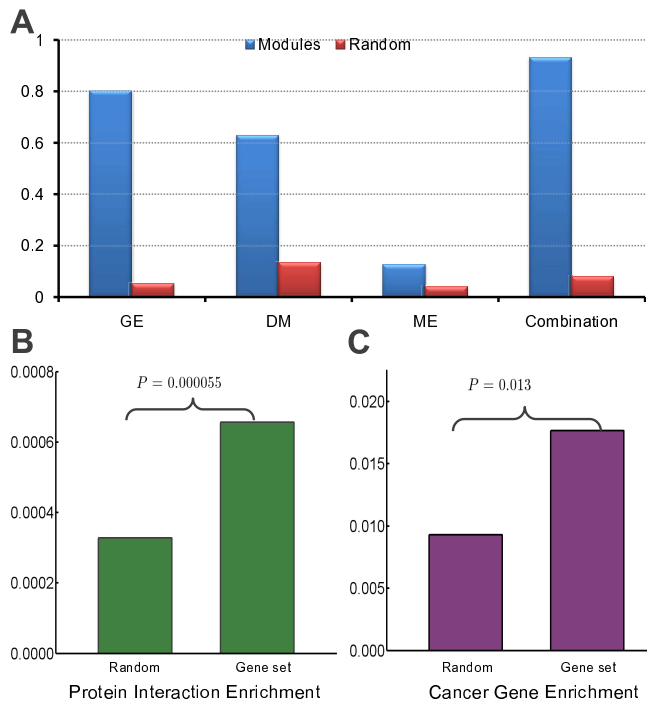 A
Modules Random
1
0.8
0.6
0.4
0.2
0
GE DM ME Combination
B
P = 0.000055
0.0008
0.0006
0.0004
0.0002
0.0000
Random Gene set
Protein Interaction Enrichment
C
P = 0.013
0.020
0.015
0.010
0.005
0.000
Random Gene set
Cancer Gene Enrichment